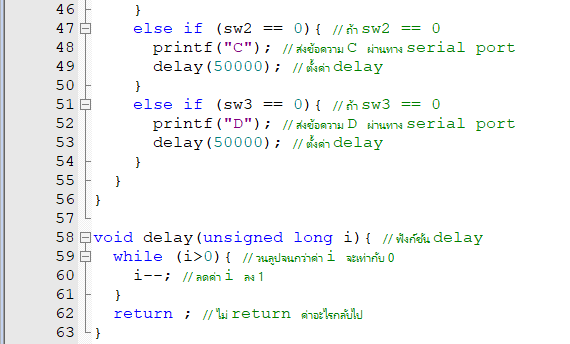 46 }
47 else if (sw2 == 0){ // ถ้า sw2 == 0
48 printf("C"); // ส่งข้อความ C ผ่านทาง serial port
49 delay(50000); // ตั้งค่า delay
50 }
51 else if (sw3 == 0){ // ถ้า sw3 == 0
52 printf("D"); // ส่งข้อความ D ผ่านทาง serial port
53 delay(50000); // ตั้งค่า delay
54 }
55 }
56 }
57
58 void delay(unsigned long i){ // ฟังก์ชัน delay
59 while (i>0){ // วนลูปจนกว่าค่า i จะเท่ากับ 0
60 i--; // ลดค่า i ลง 1
61 }
62 return ; // ไม่ return ค่าอะไรกลับไป
63 }